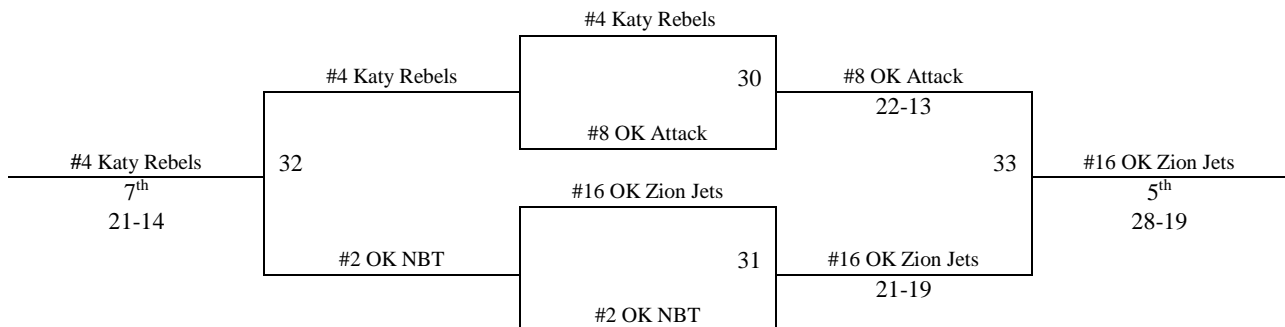 #4 Katy Rebels
#4 Katy Rebels
30
#8 OK Attack
22-13
#8 OK Attack
#4 Katy Rebels
7th
21-14
32
33
#16 OK Zion Jets
5th
28-19
#16 OK Zion Jets
#2 OK NBT
31
#16 OK Zion Jets
21-19
#2 OK NBT